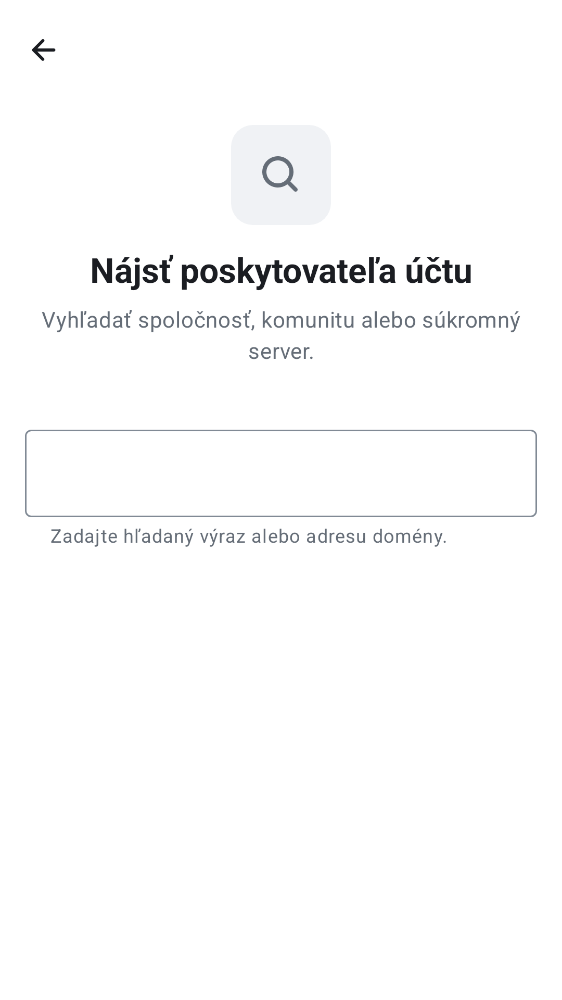 Nájsť poskytovateľa účtu
Vyhľadať spoločnosť, komunitu alebo súkromný
server.
Zadajte hľadaný výraz alebo adresu domény.